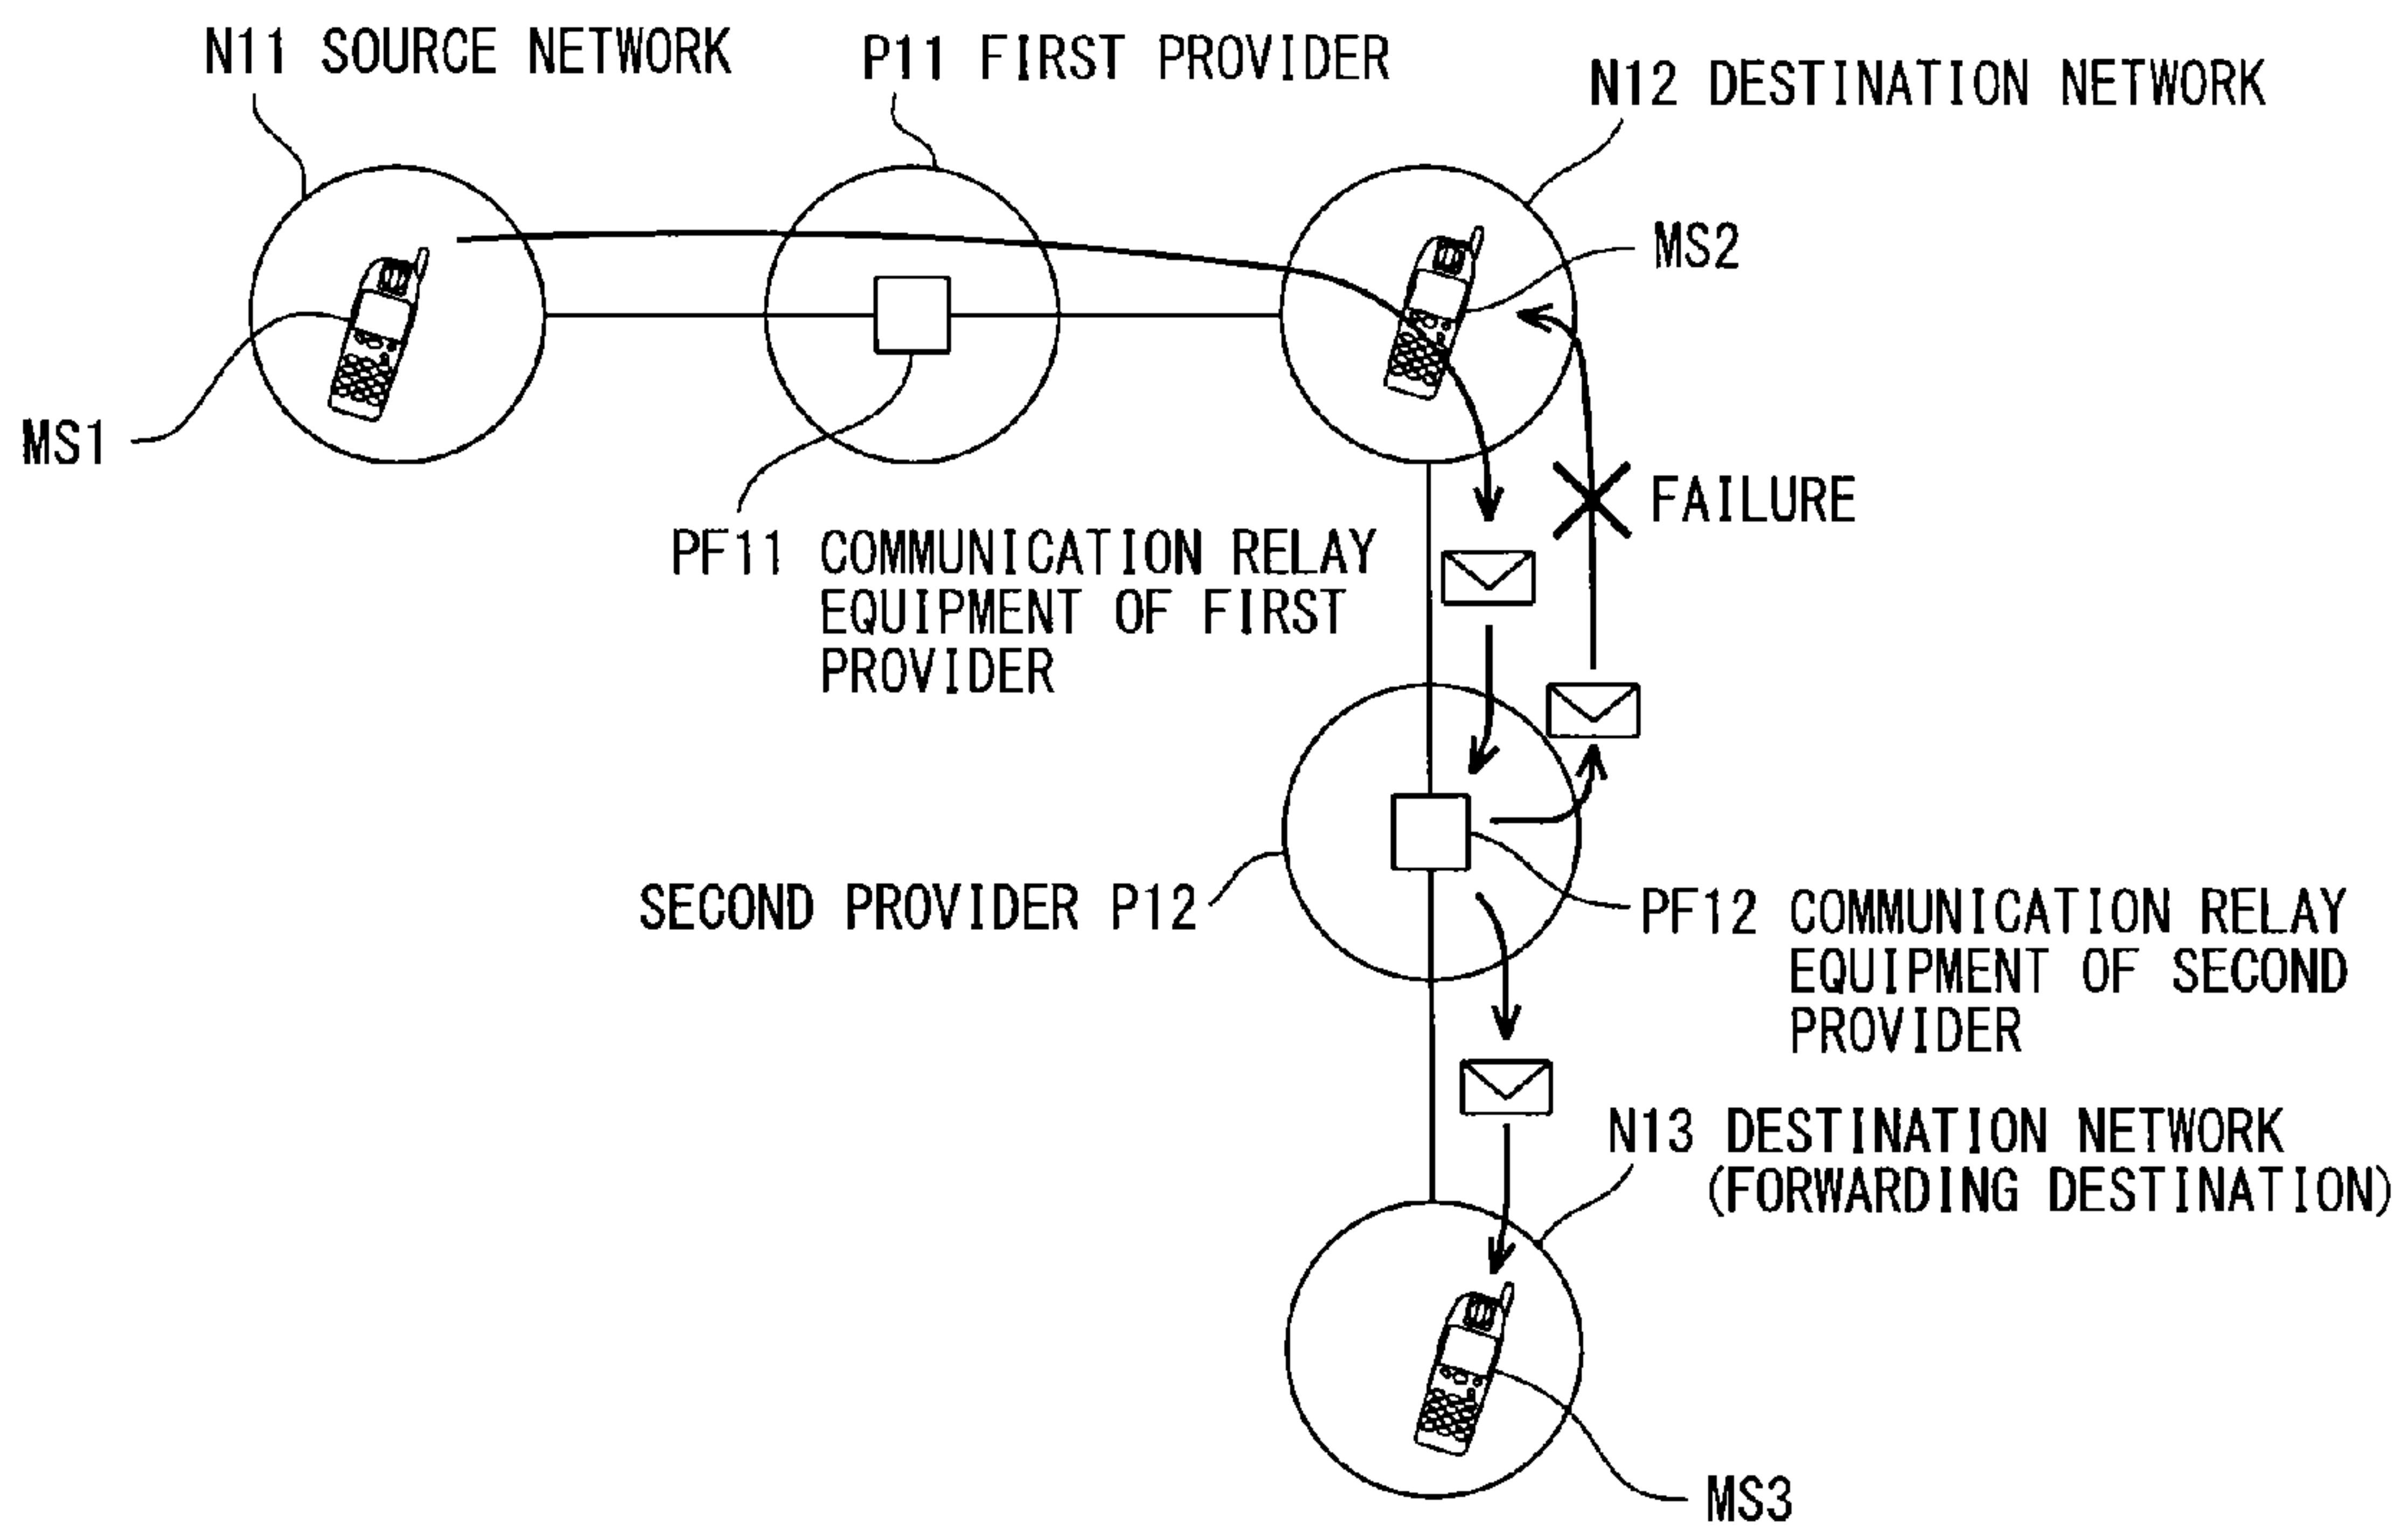 N11 SOURCE NETWORK
P11 FIRST PROVIDER
N12 DESTINATION NETWORK
MS2
MS1
FAILURE
PF11 COMMUNICATION RELAY
EQUIPMENT OF FIRST
PROVIDER
SECOND PROVIDER P12
PF12 COMMUNICATION RELAY
EQUIPMENT OF SECOND
PROVIDER
N13 DESTINATION NETWORK
(FORWARDING DESTINATION)
MS3